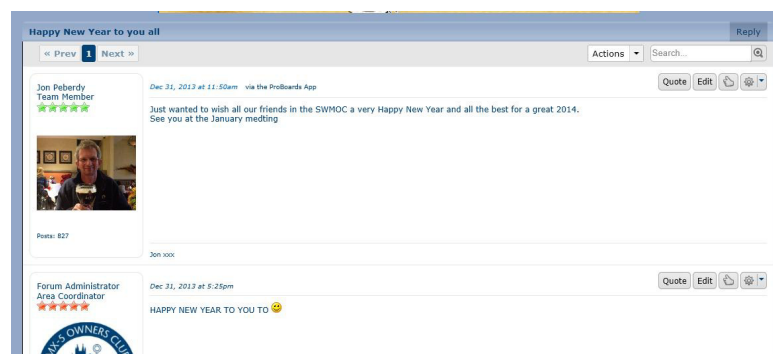 Happy New Year to you all
Reply
« Prev 1 Next »
Actions
Search...
Jon Peberdy
Team Member
Dec 31, 2013 at 11:50am via the ProBoards App
Quote Edit
Just wanted to wish all our friends in the SWMOC a very Happy New Year and all the best for a great 2014.
See you at the January medting
Posts: 827
Jon xxx
Forum Administrator
Area Coordinator
Dec 31, 2013 at 5:25pm
Quote Edit
HAPPY NEW YEAR TO YOU TO
MX-5 OWNERS CLUB